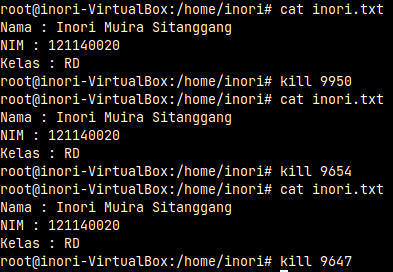 root@inori-VirtualBox:/home/inori# cat inori.txt
Nama : Inori Muira Sitanggang
NIM : 121140020
Kelas : RD
root@inori-VirtualBox:/home/inori# kill 9950
root@inori-VirtualBox:/home/inori# cat inori.txt
Nama : Inori Muira Sitanggang
NIM : 121140020
Kelas : RD
root@inori-VirtualBox:/home/inori# kill 9654
root@inori-VirtualBox:/home/inori# cat inori.txt
Nama : Inori Muira Sitanggang
NIM : 121140020
Kelas : RD
root@inori-VirtualBox:/home/inori# kill 9647